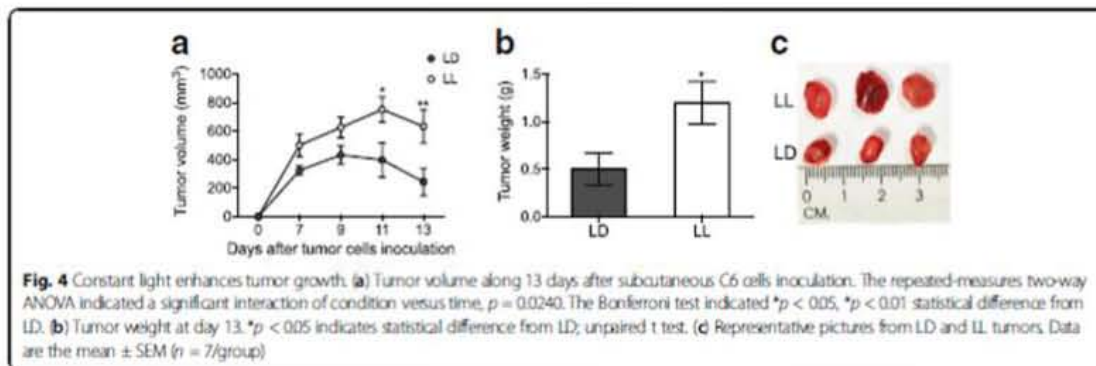 a
b
c
LD
LL
Tumor volume (mm³)
1000
800
600
400
200
0
*
**
0 7 9 11 13
Days after tumor cells inoculation
Tumor weight (g)
1.5
1.0
0.5
0.0
*
LD LL
LL
LD
0 1 2 3
CM.
Fig. 4 Constant light enhances tumor growth. (a) Tumor volume along 13 days after subcutaneous C6 cells inoculation. The repeated-measures two-way
ANOVA indicated a significant interaction of condition versus time, p = 0.0240. The Bonferroni test indicated *p < 0.05, *p < 0.01 statistical difference from
LD. (b) Tumor weight at day 13. *p < 0.05 indicates statistical difference from LD; unpaired t test. (c) Representative pictures from LD and LL tumors. Data
are the mean ± SEM (n = 7/group)